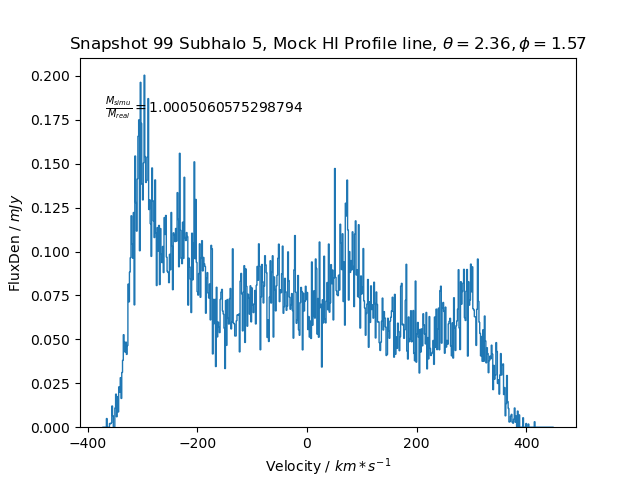 Snapshot 99 Subhalo 5, Mock HI Profile line, θ = 2.36, ϕ = 1.57
0.200
0.175
0.150
0.125
0.100
0.075
0.050
0.025
0.000
FluxDen / mJy
M_simu / M_real = 1.0005060575298794
−400 −200 0 200 400
Velocity / km * s⁻¹